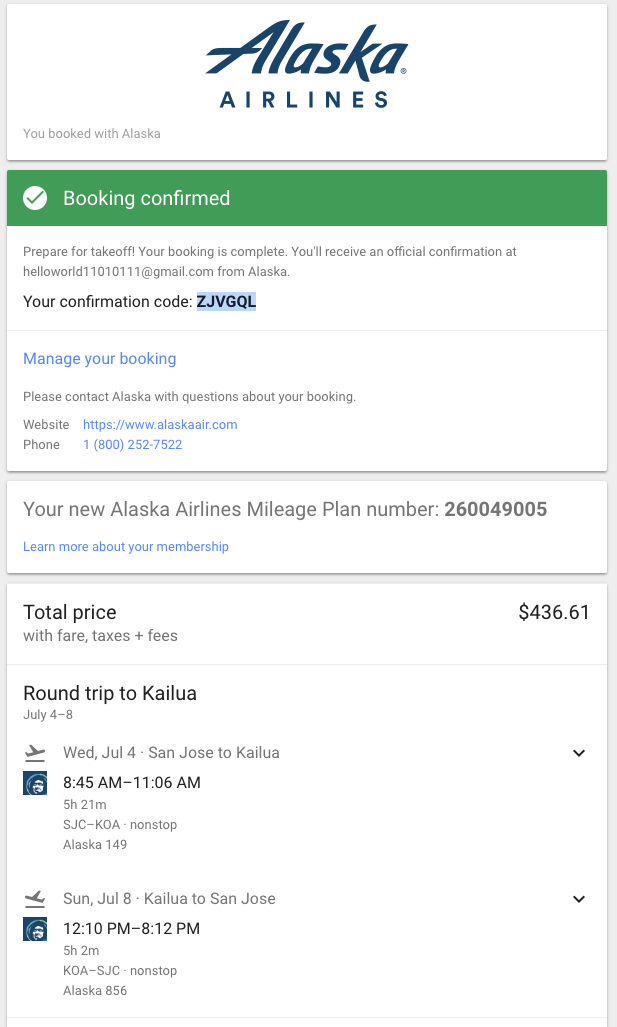 Alaska®
AIRLINES
You booked with Alaska
Booking confirmed
Prepare for takeoff! Your booking is complete. You'll receive an official confirmation at
helloworld11010111@gmail.com from Alaska.
Your confirmation code: ZJVGQL
Manage your booking
Please contact Alaska with questions about your booking.
Website https://www.alaskaair.com
Phone 1 (800) 252-7522
Your new Alaska Airlines Mileage Plan number: 260049005
Learn more about your membership
Total price $436.61
with fare, taxes + fees
Round trip to Kailua
July 4–8
Wed, Jul 4 · San Jose to Kailua
8:45 AM–11:06 AM
5h 21m
SJC–KOA · nonstop
Alaska 149
Sun, Jul 8 · Kailua to San Jose
12:10 PM–8:12 PM
5h 2m
KOA–SJC · nonstop
Alaska 856